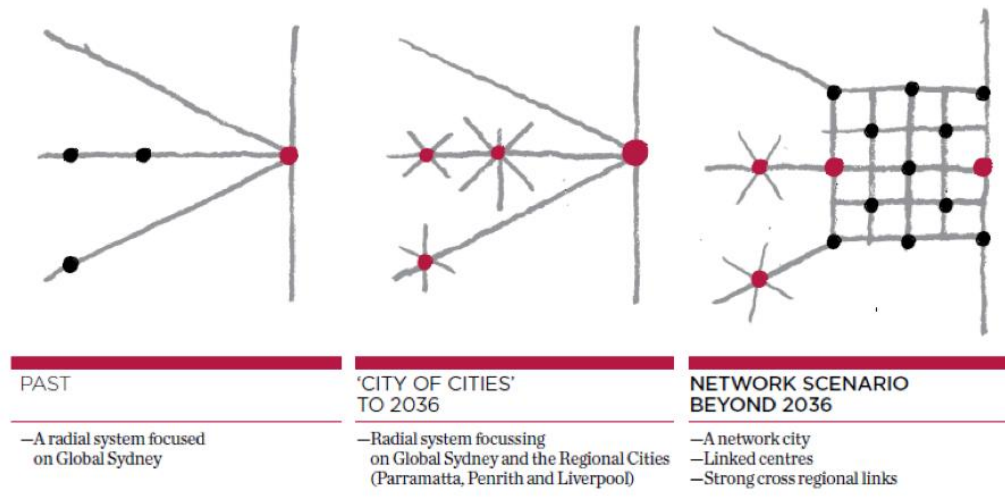 PAST
—A radial system focused
on Global Sydney
‘CITY OF CITIES’
TO 2036
—Radial system focussing
on Global Sydney and the Regional Cities
(Parramatta, Penrith and Liverpool)
NETWORK SCENARIO
BEYOND 2036
—A network city
—Linked centres
—Strong cross regional links